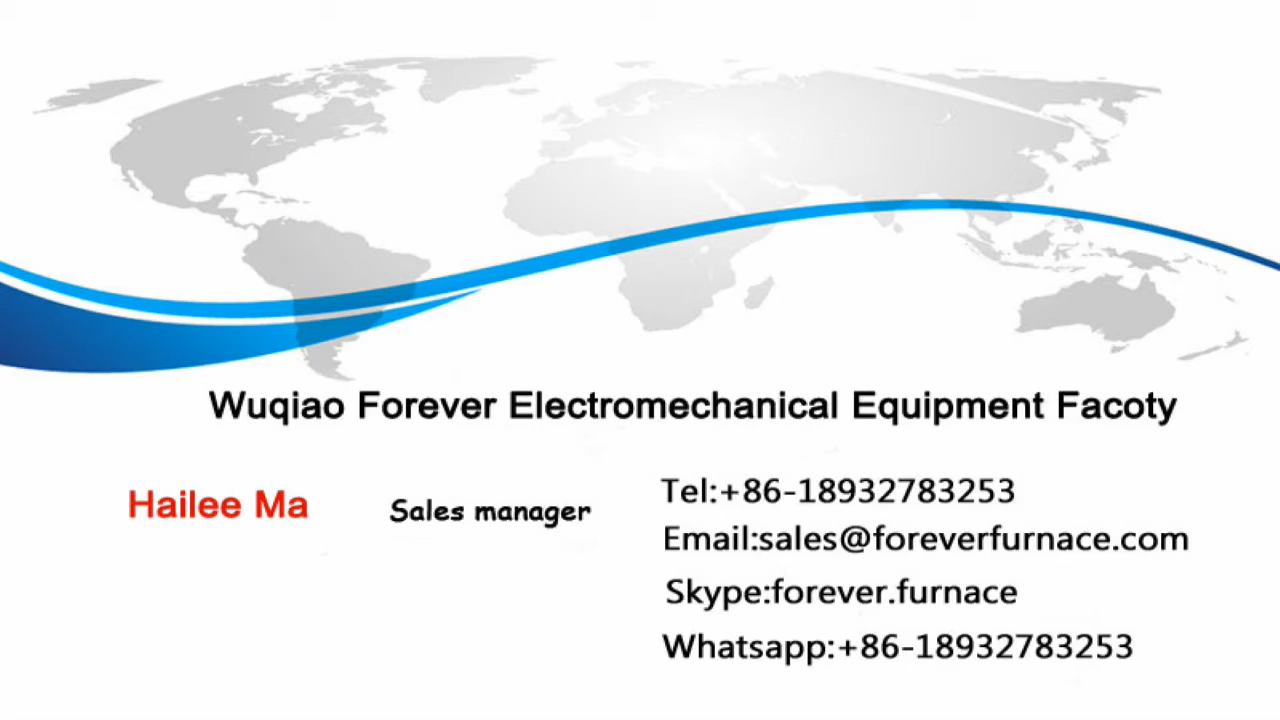 Wuqiao Forever Electromechanical Equipment Facoty
Hailee Ma
Sales manager
Tel:+86-18932783253
Email:sales@foreverfurnace.com
Skype:forever.furnace
Whatsapp:+86-18932783253